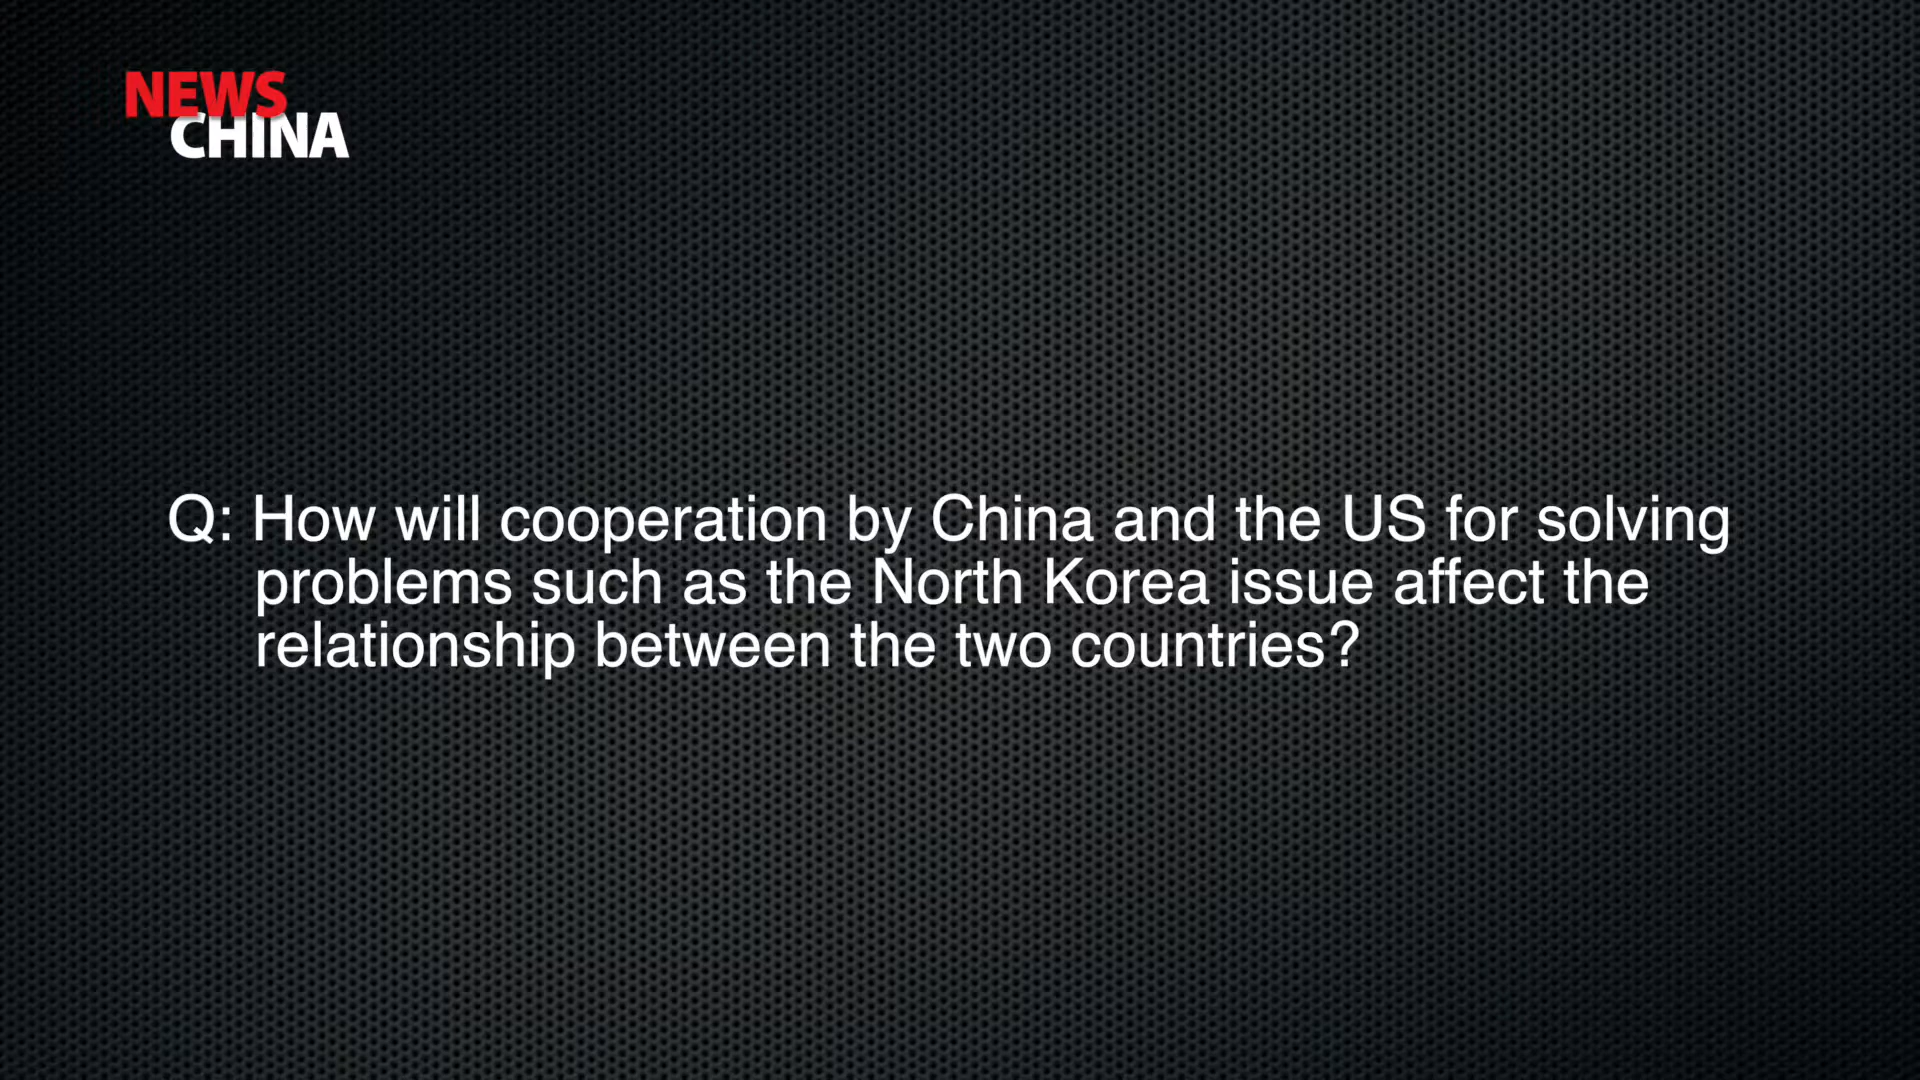 NEWS
CHINA
Q: How will cooperation by China and the US for solving
problems such as the North Korea issue affect the
relationship between the two countries?